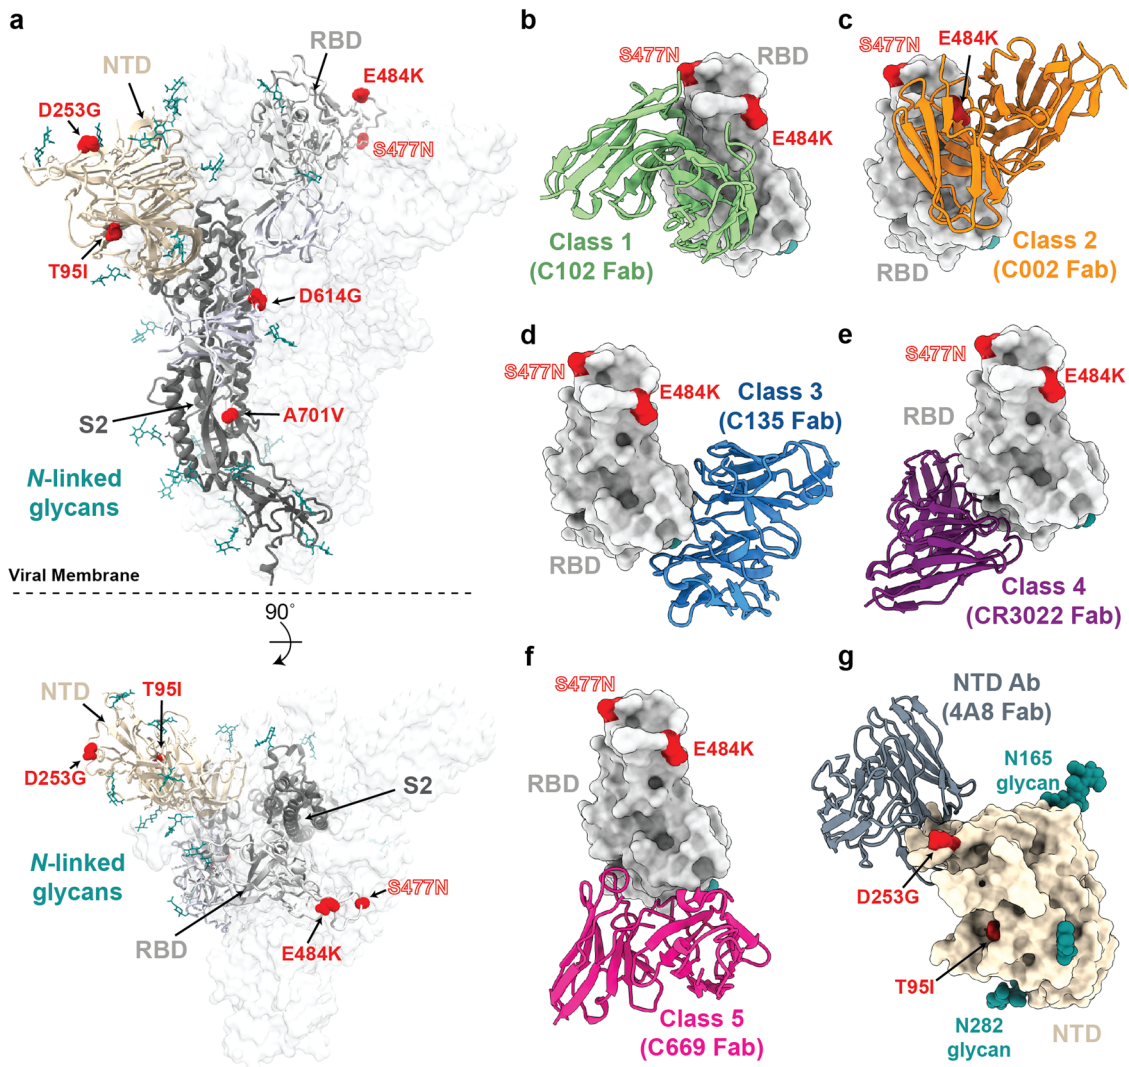 a
RBD
NTD
E484K
D253G
S477N
T95I
D614G
A701V
S2
N-linked
glycans
Viral Membrane
90°
NTD
T95I
D253G
S2
N-linked
glycans
S477N
RBD
E484K
b
S477N
RBD
E484K
Class 1
(C102 Fab)
c
S477N
E484K
Class 2
(C002 Fab)
RBD
d
S477N
E484K
Class 3
(C135 Fab)
RBD
e
S477N
E484K
RBD
Class 4
(CR3022 Fab)
f
S477N
E484K
RBD
Class 5
(C669 Fab)
g
NTD Ab
(4A8 Fab)
N165
glycan
D253G
T95I
N282
glycan
NTD